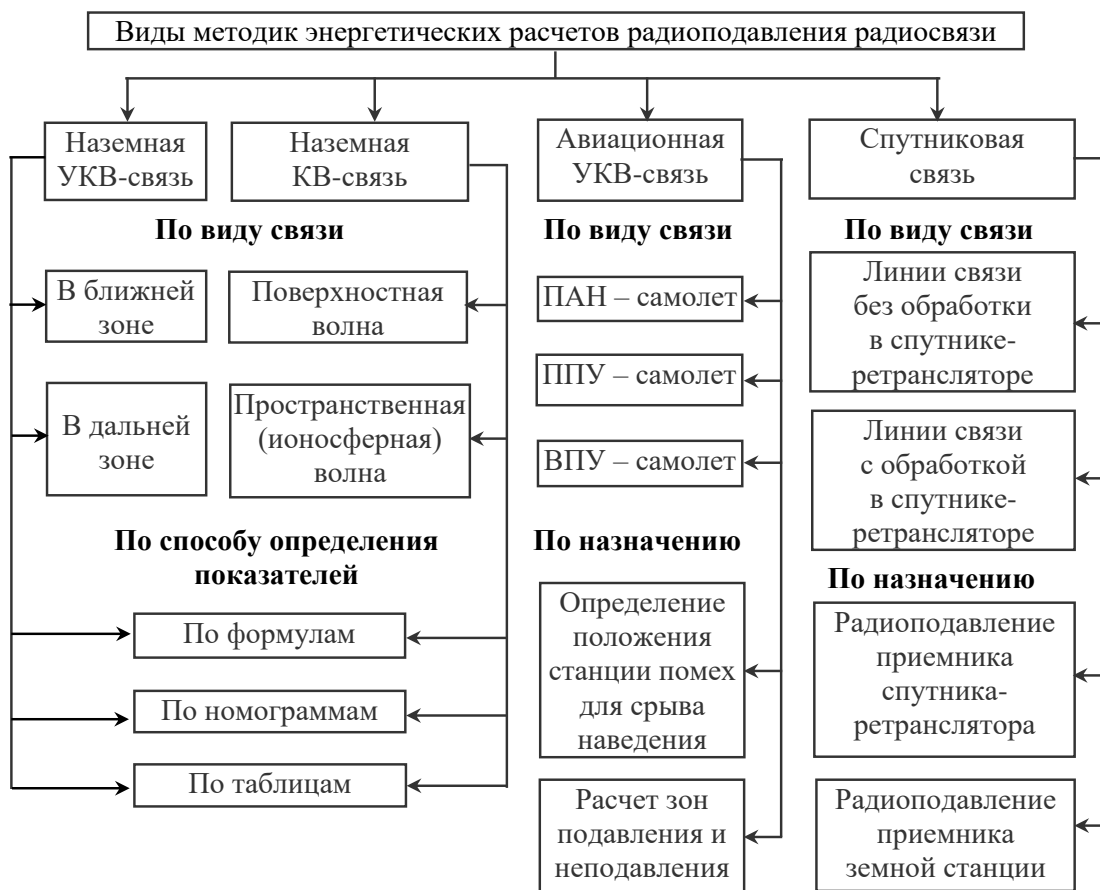 Виды методик энергетических расчетов радиоподавления радиосвязи
Наземная
УКВ-связь
Наземная
КВ-связь
Авиационная
УКВ-связь
Спутниковая
связь
По виду связи
В ближней
зоне
Поверхностная
волна
В дальней
зоне
Пространственная
(ионосферная)
волна
По способу определения
показателей
По формулам
По номограммам
По таблицам
По виду связи
ПАН – самолет
ППУ – самолет
ВПУ – самолет
По назначению
Определение
положения
станции помех
для срыва
наведения
Расчет зон
подавления и
неподавления
По виду связи
Линии связи
без обработки
в спутнике-
ретрансляторе
Линии связи
с обработкой
в спутнике-
ретрансляторе
По назначению
Радиоподавление
приемника
спутника-
ретранслятора
Радиоподавление
приемника
земной станции